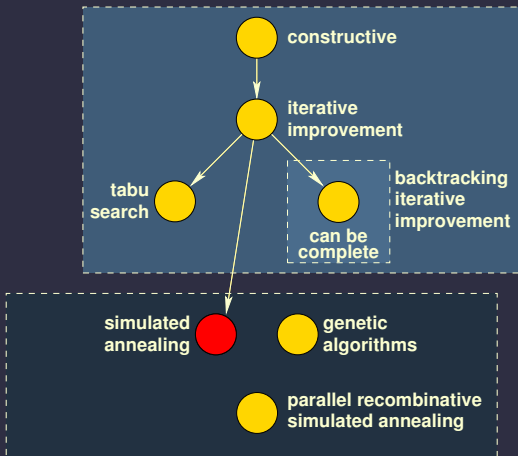 constructive
iterative
improvement
tabu
search
backtracking
iterative
improvement
can be
complete
simulated
annealing
genetic
algorithms
parallel recombinative
simulated annealing